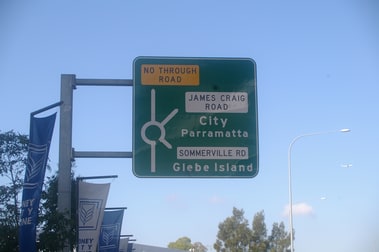 NO THROUGH
ROAD
JAMES CRAIG
ROAD
City
Parramatta
SOMMERVILLE RD
Glebe Island